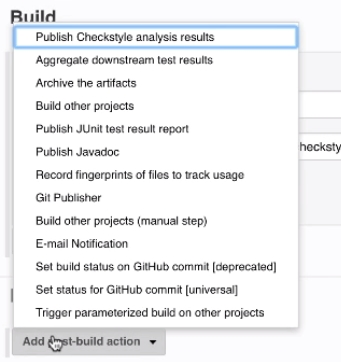 Build
Publish Checkstyle analysis results
Aggregate downstream test results
Archive the artifacts
Build other projects
Publish JUnit test result report
Publish Javadoc
Record fingerprints of files to track usage
Git Publisher
Build other projects (manual step)
E-mail Notification
Set build status on GitHub commit [deprecated]
Set status for GitHub commit [universal]
Trigger parameterized build on other projects
Add post-build action